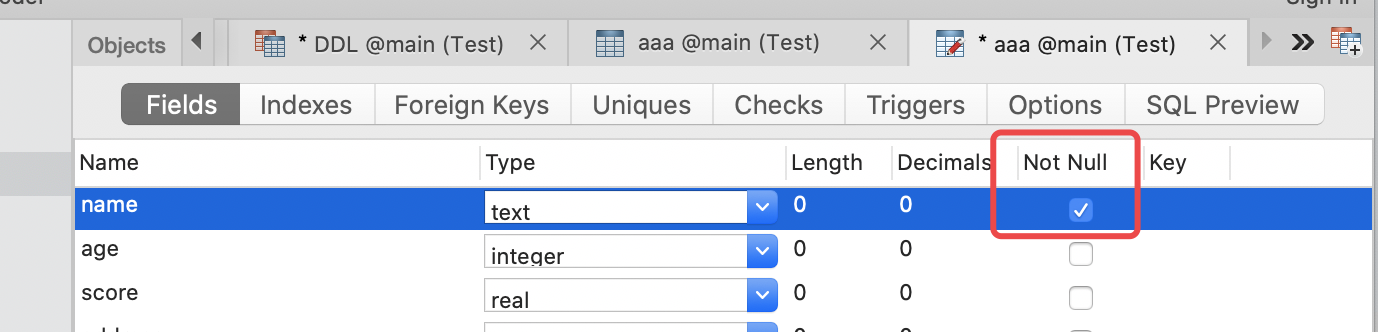 Objects * DDL @main (Test) aaa @main (Test) * aaa @main (Test)
Fields Indexes Foreign Keys Uniques Checks Triggers Options SQL Preview
Name Type Length Decimals Not Null Key
name text 0 0
age integer 0 0
score real 0 0